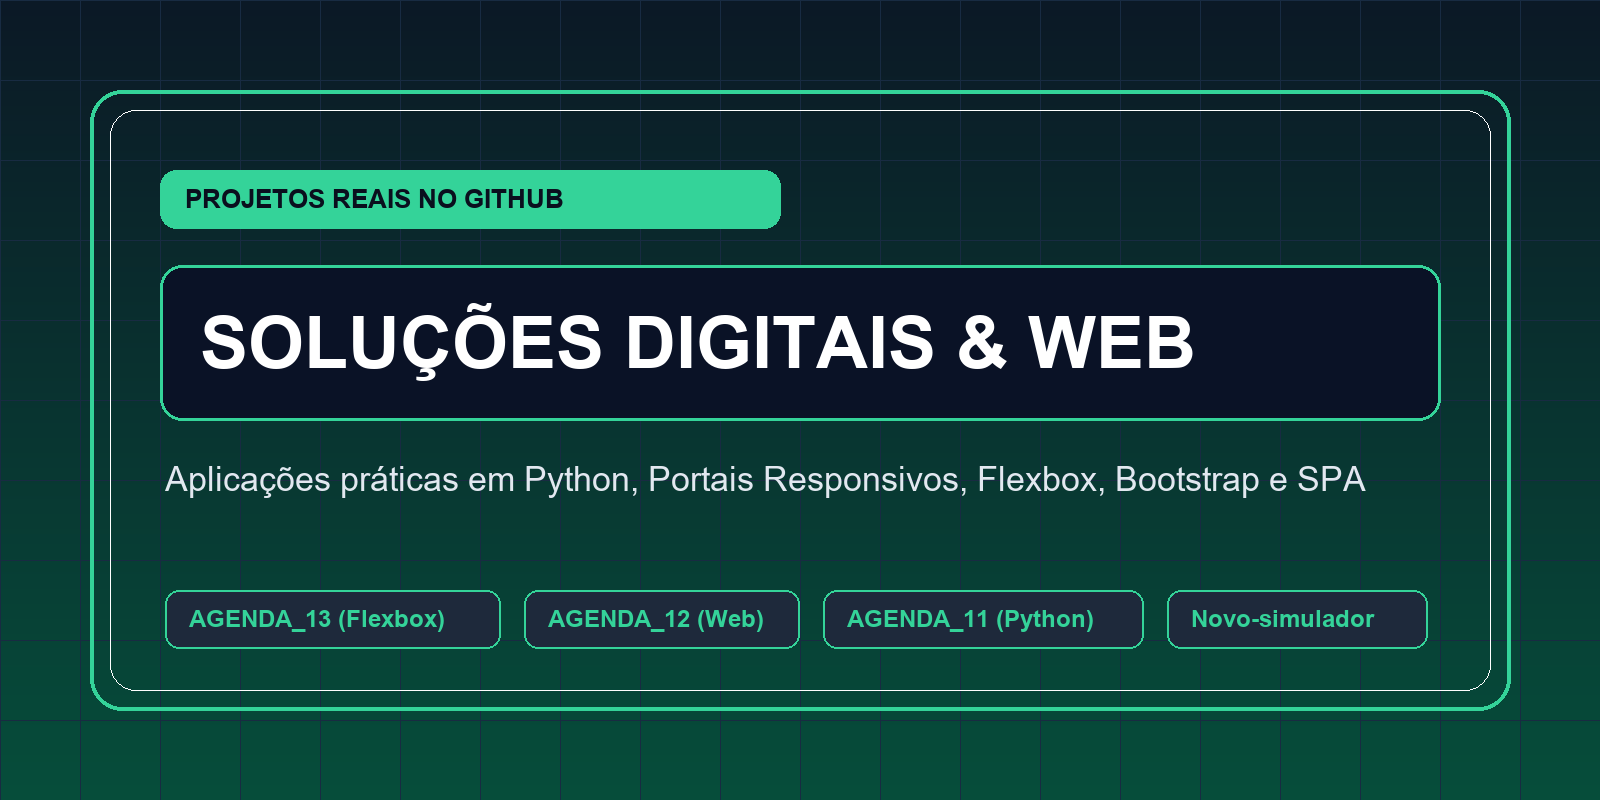 PROJETOS REAIS NO GITHUB
SOLUÇÕES DIGITAIS & WEB
Aplicações práticas em Python, Portais Responsivos, Flexbox, Bootstrap e SPA
AGENDA_13 (Flexbox)
AGENDA_12 (Web)
AGENDA_11 (Python)
Novo-simulador